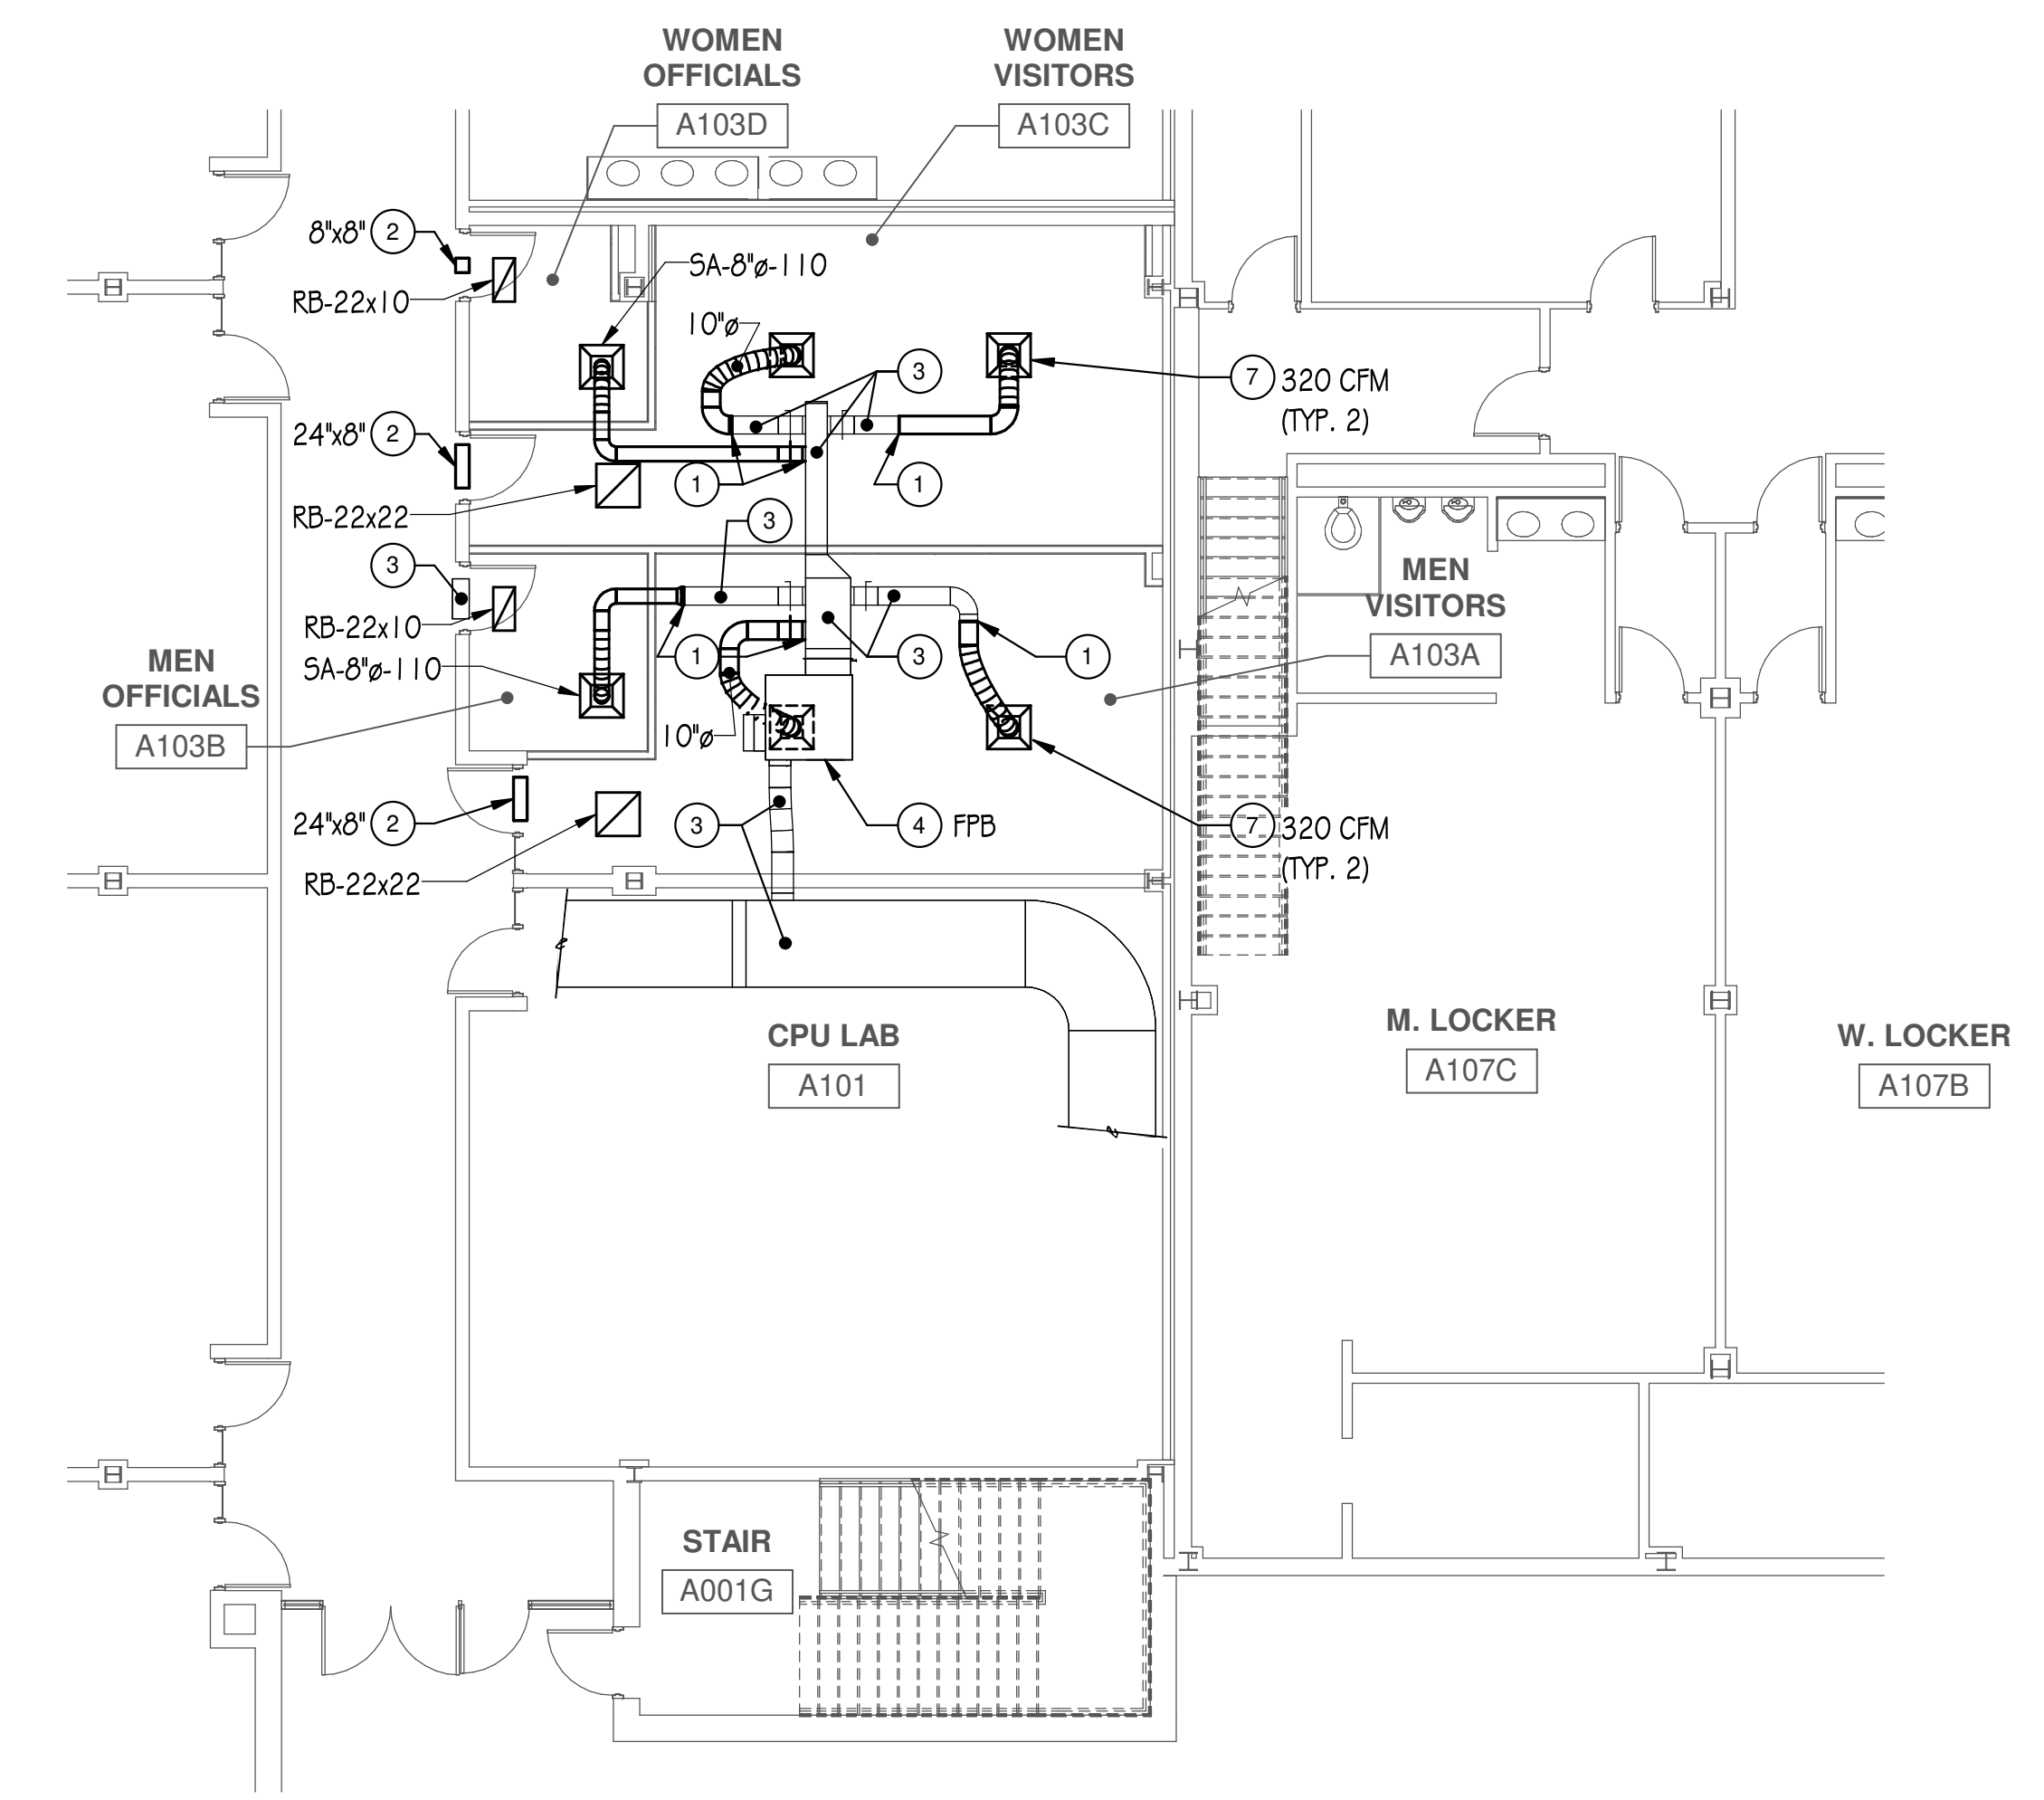 WOMEN
OFFICIALS
A103D
WOMEN
VISITORS
A103C
8"x8" 2
RB-22x10
SA-8"ø-110
10"ø
3
7 320 CFM
(TYP. 2)
24"x8" 2
1
1
RB-22x22
3
3
RB-22x10
MEN
VISITORS
A103A
1
3
1
MEN
OFFICIALS
A103B
SA-8"ø-110
10"ø
24"x8" 2
3
4 FPB
7 320 CFM
(TYP. 2)
RB-22x22
CPU LAB
A101
M. LOCKER
A107C
W. LOCKER
A107B
STAIR
A001G